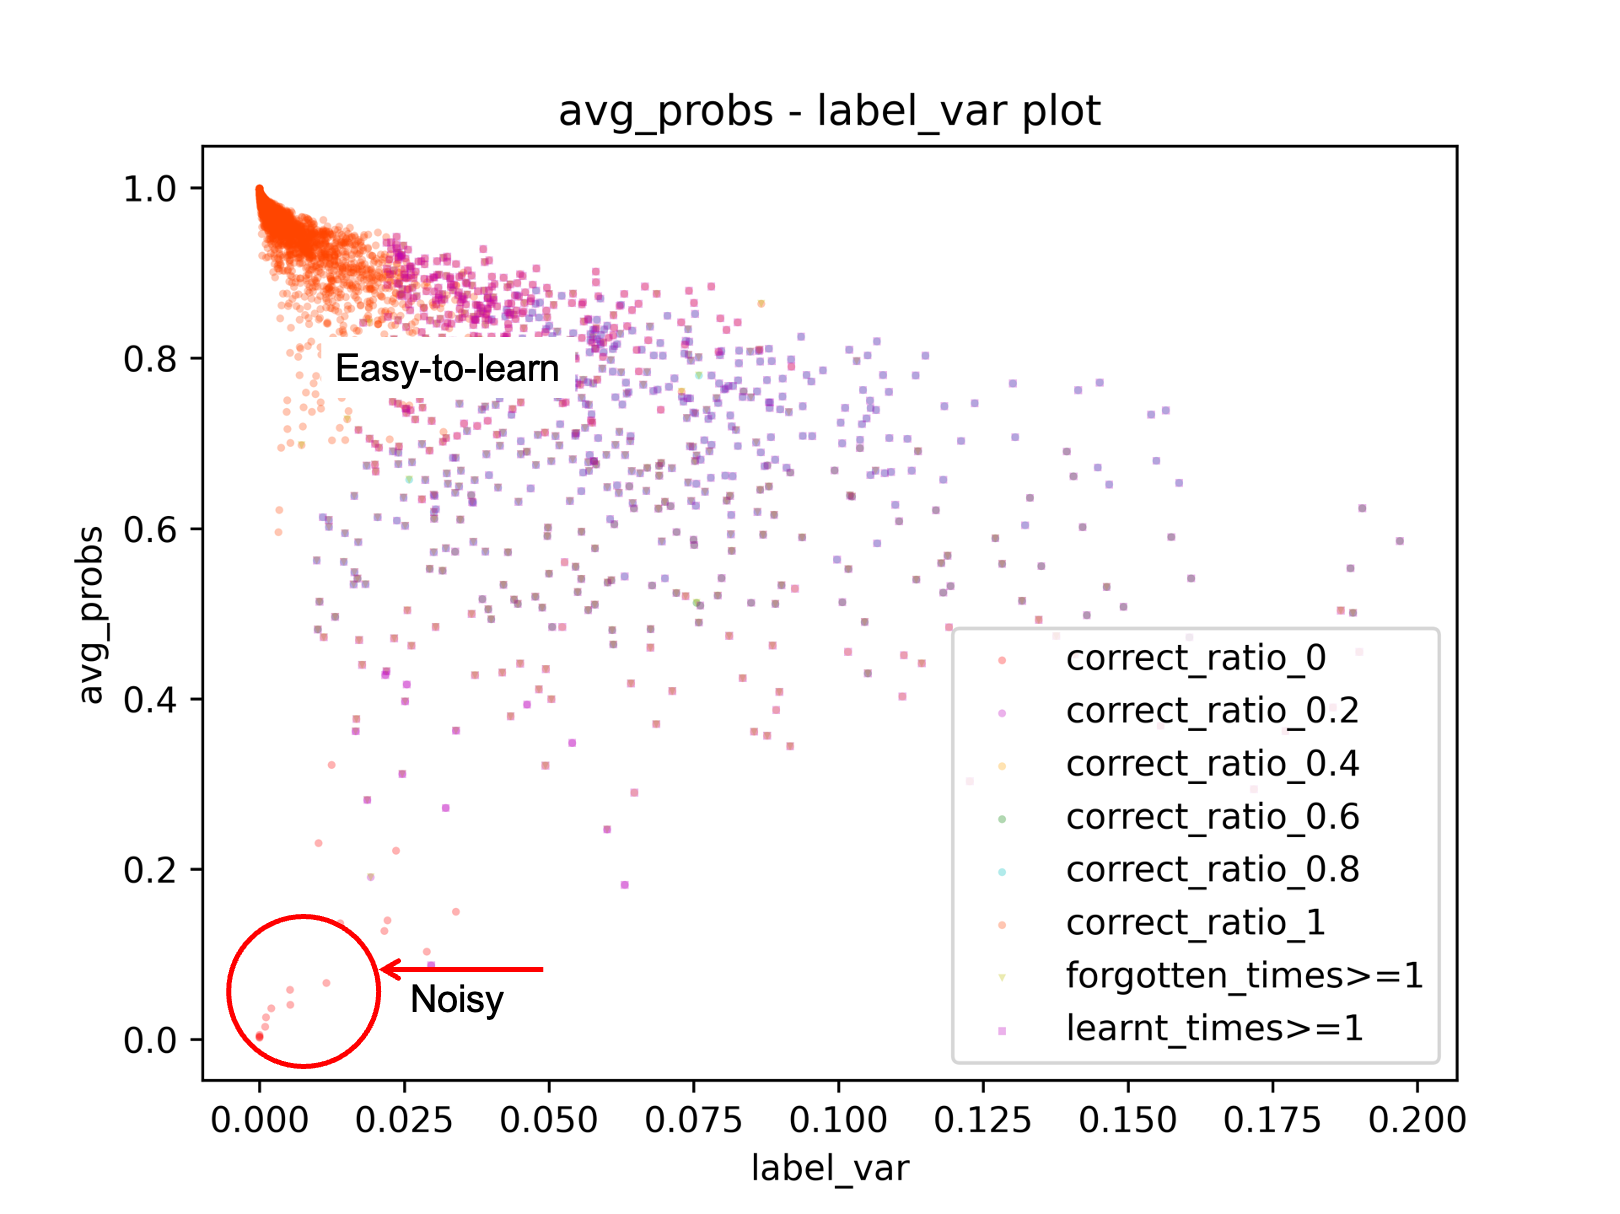 avg_probs - label_var plot
1.0
0.8
0.6
0.4
0.2
0.0
avg_probs
Easy-to-learn
Noisy
correct_ratio_0
correct_ratio_0.2
correct_ratio_0.4
correct_ratio_0.6
correct_ratio_0.8
correct_ratio_1
forgotten_times>=1
learnt_times>=1
0.000 0.025 0.050 0.075 0.100 0.125 0.150 0.175 0.200
label_var